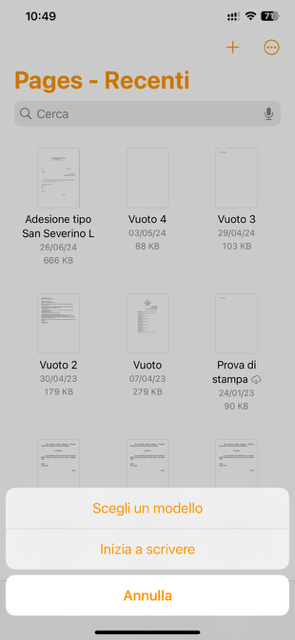 10:49
71
Pages - Recenti
Cerca
Adesione tipo
San Severino L
26/06/24
666 KB
Vuoto 4
03/05/24
88 KB
Vuoto 3
29/04/24
103 KB
Vuoto 2
30/04/23
179 KB
Vuoto
07/04/23
279 KB
Prova di
stampa
24/01/23
90 KB
Scegli un modello
Inizia a scrivere
Annulla